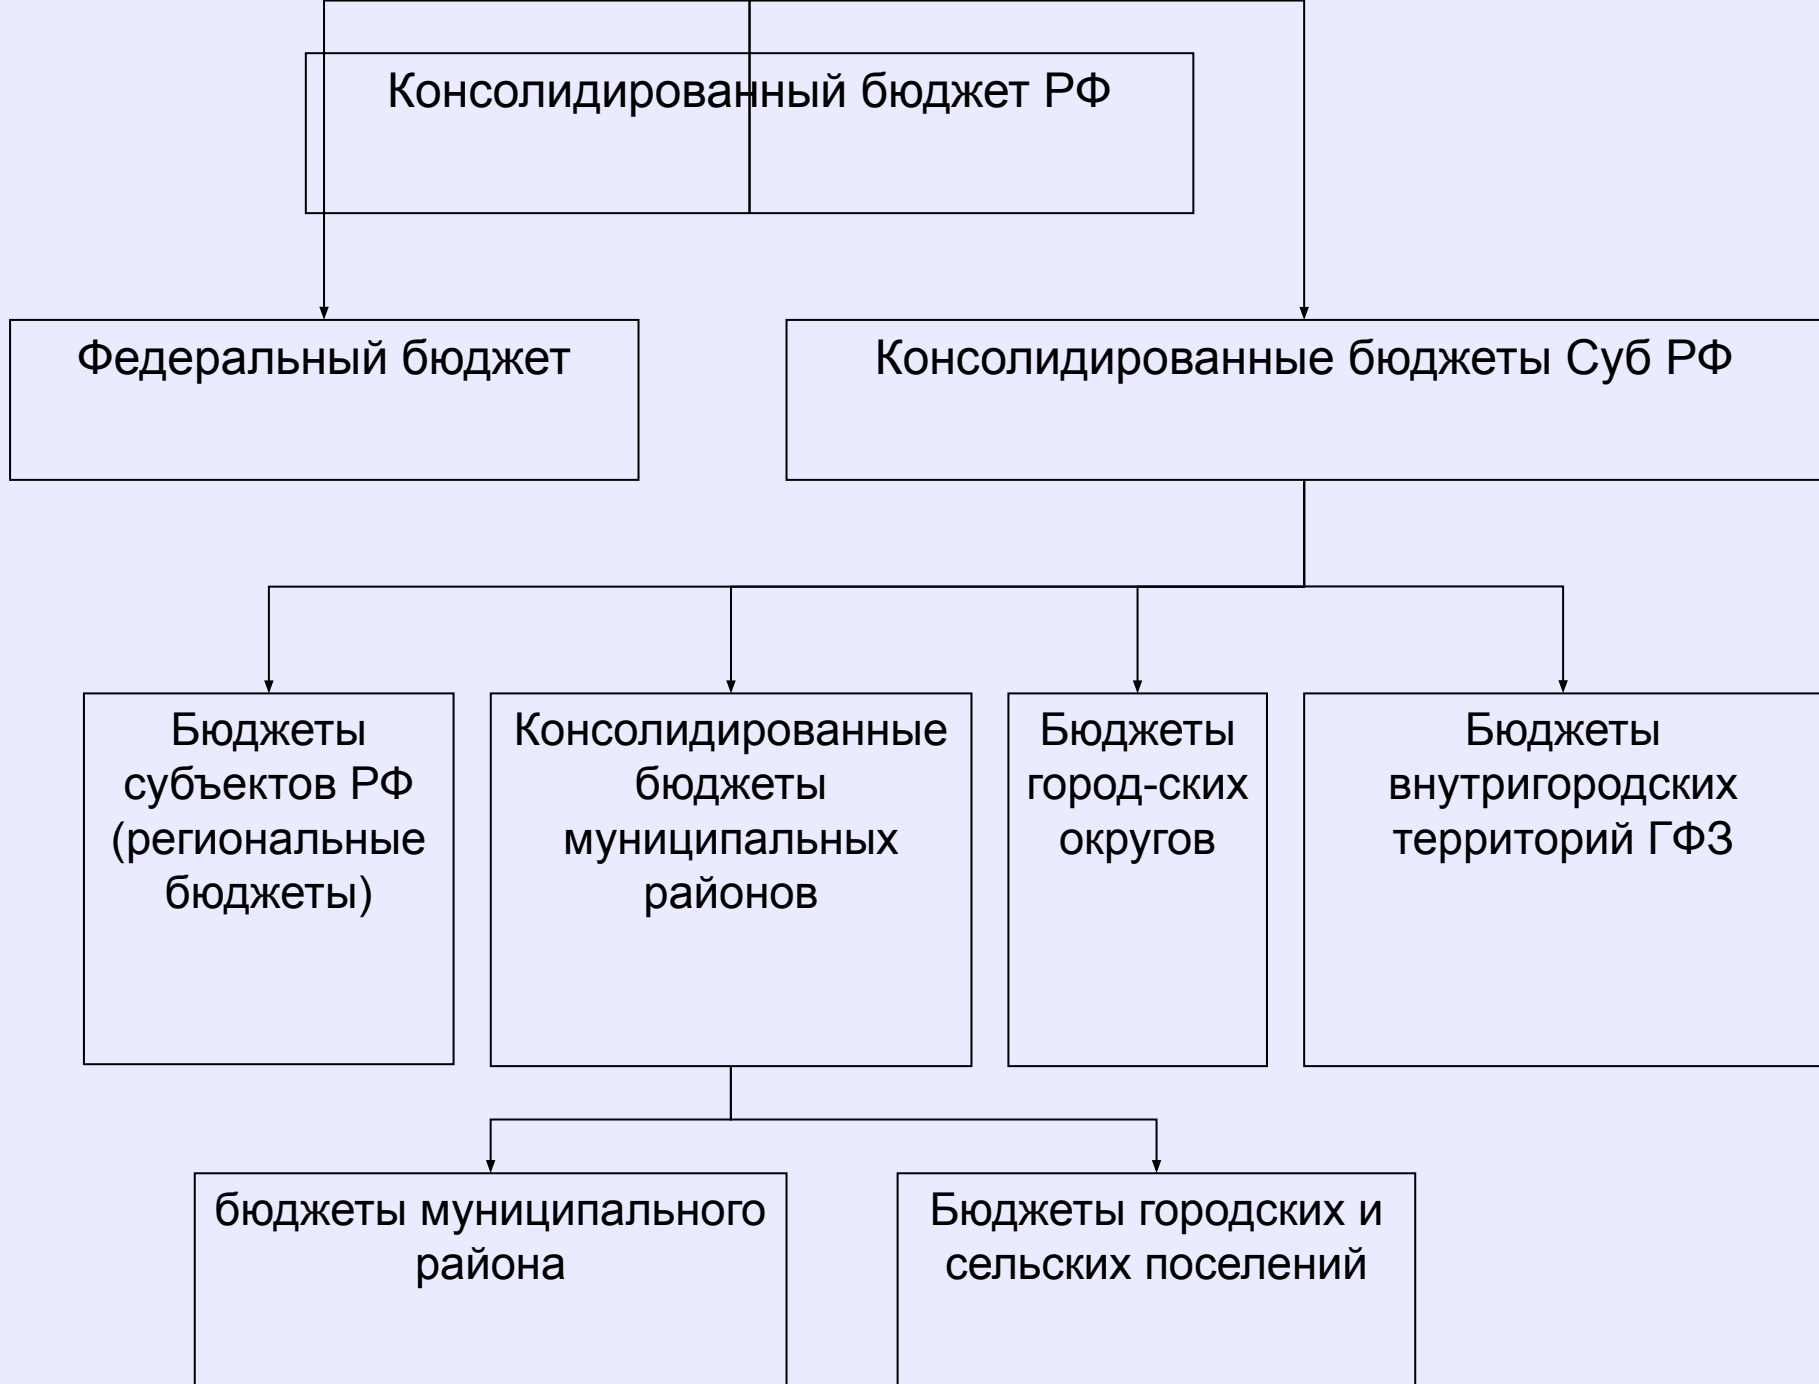 Консолидированный бюджет РФ
Федеральный бюджет
Консолидированные бюджеты Суб РФ
Бюджеты
субъектов РФ
(региональные
бюджеты)
Консолидированные
бюджеты
муниципальных
районов
Бюджеты
город-ских
округов
Бюджеты
внутригородских
территорий ГФЗ
бюджеты муниципального
района
Бюджеты городских и
сельских поселений